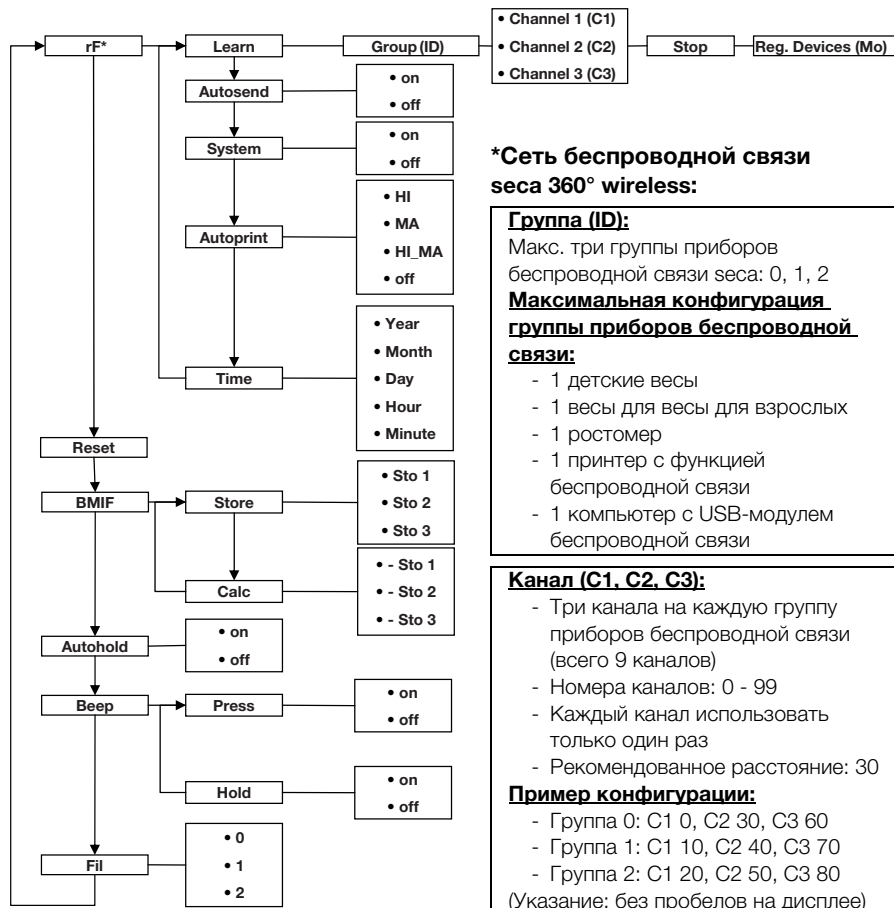 rF*
Learn
Group (ID)
• Channel 1 (C1)
• Channel 2 (C2)
• Channel 3 (C3)
Stop
Reg. Devices (Mo)
Autosend
• on
• off
System
• on
• off
Autoprint
• HI
• MA
• HI_MA
• off
Time
• Year
• Month
• Day
• Hour
• Minute
Reset
BMIF
Store
• Sto 1
• Sto 2
• Sto 3
Calc
• - Sto 1
• - Sto 2
• - Sto 3
Autohold
• on
• off
Beep
Press
• on
• off
Hold
• on
• off
Fil
• 0
• 1
• 2
*Сеть беспроводной связи
seca 360° wireless:
Группа (ID):
Макс. три группы приборов
беспроводной связи seca: 0, 1, 2
Максимальная конфигурация
группы приборов беспроводной
связи:
- 1 детские весы
- 1 весы для весы для взрослых
- 1 ростомер
- 1 принтер с функцией
беспроводной связи
- 1 компьютер с USB-модулем
беспроводной связи
Канал (C1, C2, C3):
- Три канала на каждую группу
приборов беспроводной связи
(всего 9 каналов)
- Номера каналов: 0 - 99
- Каждый канал использовать
только один раз
- Рекомендованное расстояние: 30
Пример конфигурации:
- Группа 0: C1 0, C2 30, C3 60
- Группа 1: C1 10, C2 40, C3 70
- Группа 2: C1 20, C2 50, C3 80
(Указание: без пробелов на дисплее)